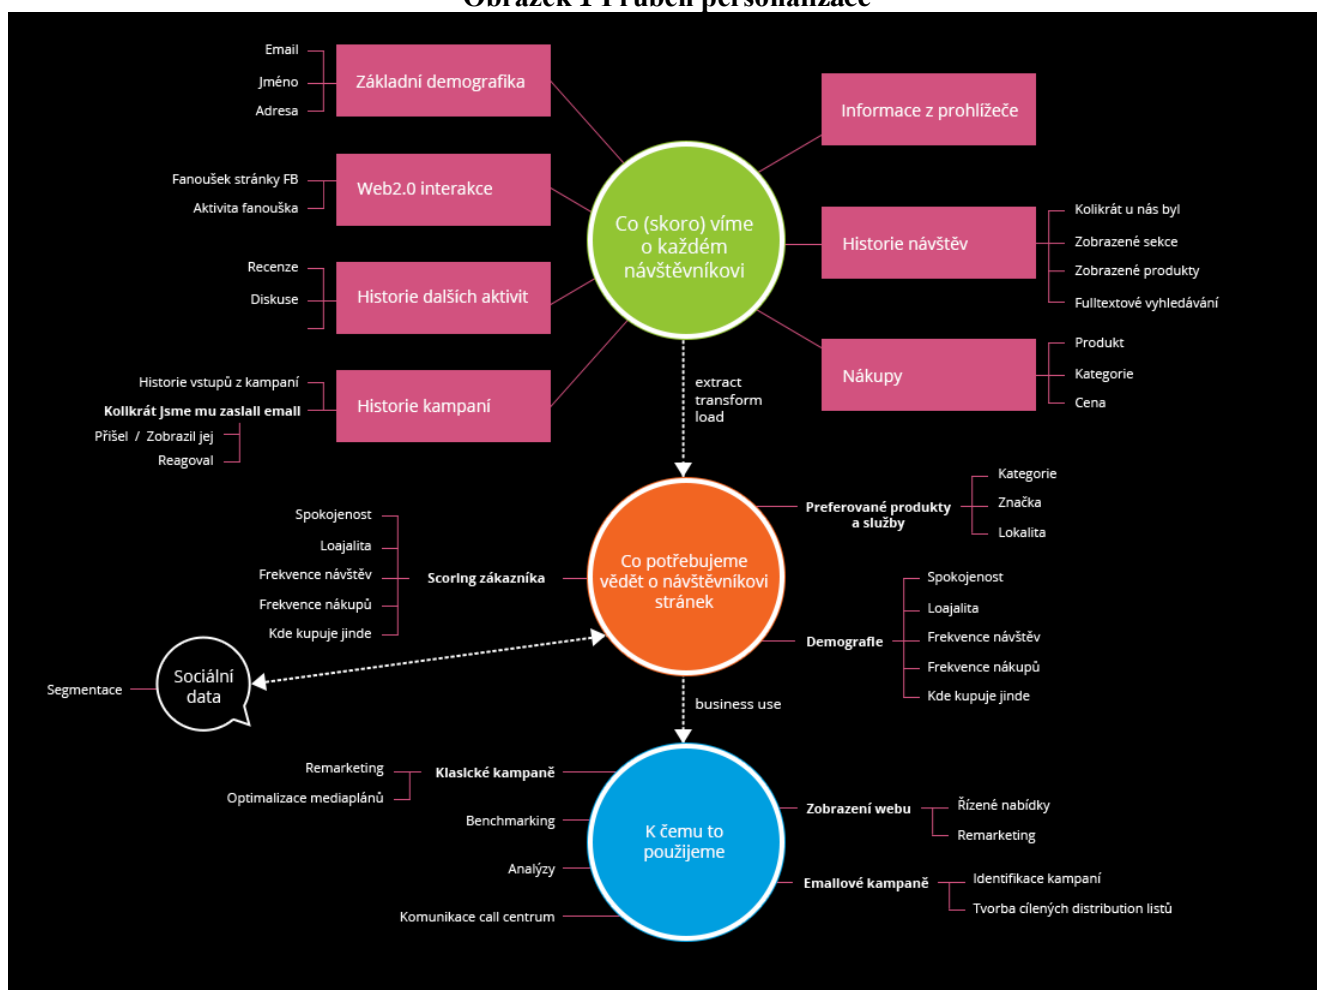 Obrázek 1 Průběh personalizace
Email
Jméno
Adresa
Základní demografika
Informace z prohlížeče
Fanoušek stránky FB
Aktivita fanouška
Web2.0 interakce
Co (skoro) víme
o každém
návštěvníkovi
Historie návštěv
Kolikrát u nás byl
Zobrazené sekce
Zobrazené produkty
Fulltextové vyhledávání
Recenze
Diskuse
Historie dalších aktivit
Nákupy
Produkt
Kategorie
Cena
Historie vstupů z kampaní
Kolikrát jsme mu zaslali email
Přišel / Zobrazil jej
Reagoval
Historie kampaní
extract
transform
load
Preferované produkty
a služby
Kategorie
Značka
Lokalita
Spokojenost
Loajalita
Frekvence návštěv
Frekvence nákupů
Kde kupuje jinde
Scoring zákazníka
Co potřebujeme
vědět o návštěvníkovi
stránek
Demografie
Spokojenost
Loajalita
Frekvence návštěv
Frekvence nákupů
Kde kupuje jinde
Segmentace
Sociální
data
business use
Remarketing
Optimalizace mediaplánů
Klasické kampaně
Benchmarking
Analýzy
Komunikace call centrum
K čemu to
použijeme
Zobrazení webu
Řízené nabídky
Remarketing
Emailové kampaně
Identifikace kampaní
Tvorba cílených distribution listů